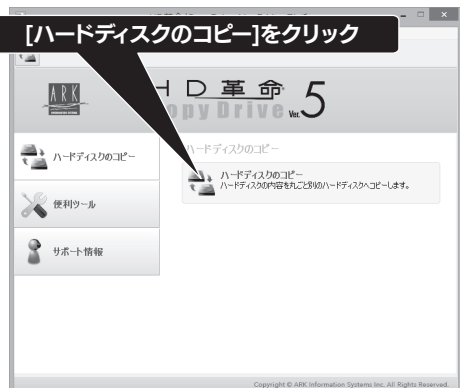 [ハードディスクのコピー]をクリック
ARK
HD革命
Copy Drive Ver.5
ハードディスクのコピー
便利ツール
サポート情報
ハードディスクのコピー
ハードディスクのコピー
ハードディスクの内容を丸ごと別のハードディスクへコピーします。
Copyright © ARK Information Systems Inc. All Rights Reserved.